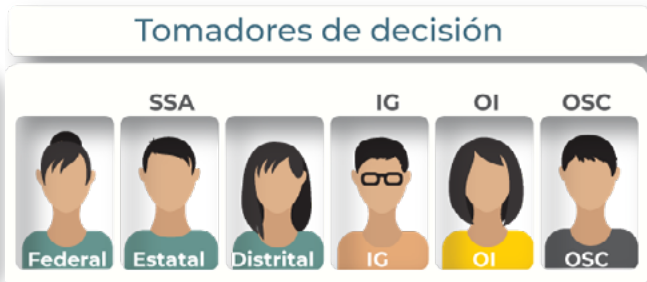 Tomadores de decisión
SSA IG OI OSC
Federal Estatal Distrital IG OI OSC